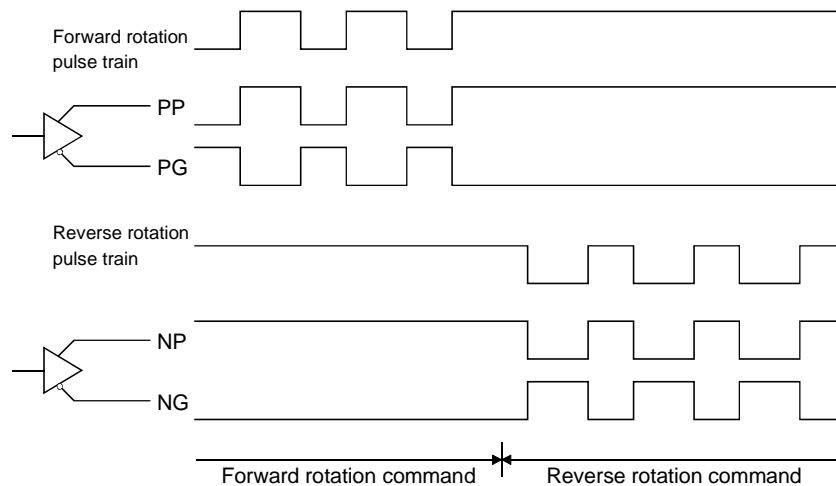 Forward rotation
pulse train
PP
PG
Reverse rotation
pulse train
NP
NG
Forward rotation command
Reverse rotation command